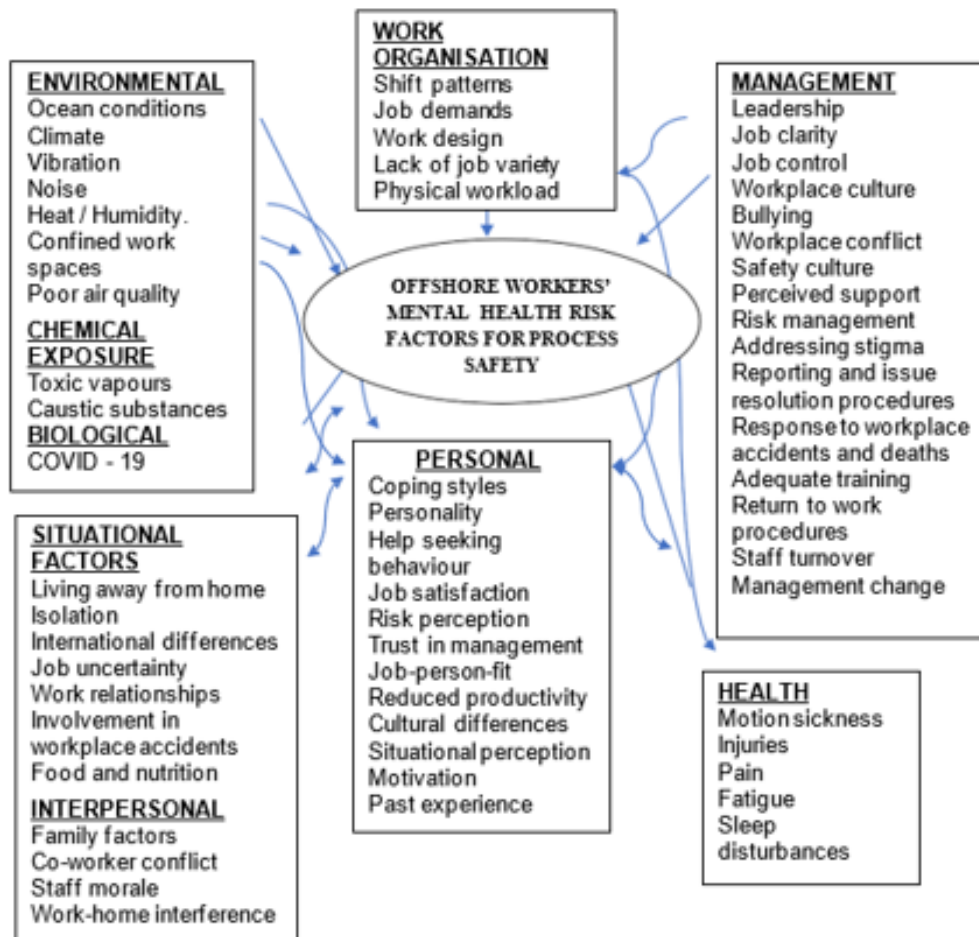 WORK
ORGANISATION
Shift patterns
Job demands
Work design
Lack of job variety
Physical workload
ENVIRONMENTAL
Ocean conditions
Climate
Vibration
Noise
Heat / Humidity.
Confined work
spaces
Poor air quality
CHEMICAL
EXPOSURE
Toxic vapours
Caustic substances
BIOLOGICAL
COVID - 19
MANAGEMENT
Leadership
Job clarity
Job control
Workplace culture
Bullying
Workplace conflict
Safety culture
Perceived support
Risk management
Addressing stigma
Reporting and issue
resolution procedures
Response to workplace
accidents and deaths
Adequate training
Return to work
procedures
Staff turnover
Management change
OFFSHORE WORKERS'
MENTAL HEALTH RISK
FACTORS FOR PROCESS
SAFETY
PERSONAL
Coping styles
Personality
Help seeking
behaviour
Job satisfaction
Risk perception
Trust in management
Job-person-fit
Reduced productivity
Cultural differences
Situational perception
Motivation
Past experience
SITUATIONAL
FACTORS
Living away from home
Isolation
International differences
Job uncertainty
Work relationships
Involvement in
workplace accidents
Food and nutrition
INTERPERSONAL
Family factors
Co-worker conflict
Staff morale
Work-home interference
HEALTH
Motion sickness
Injuries
Pain
Fatigue
Sleep
disturbances